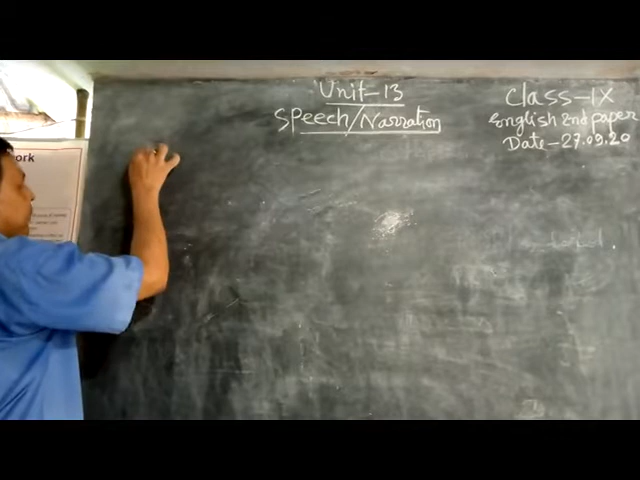 Unit-13
Speech/Narration
Class-IX
English 2nd paper
Date-27.09.20